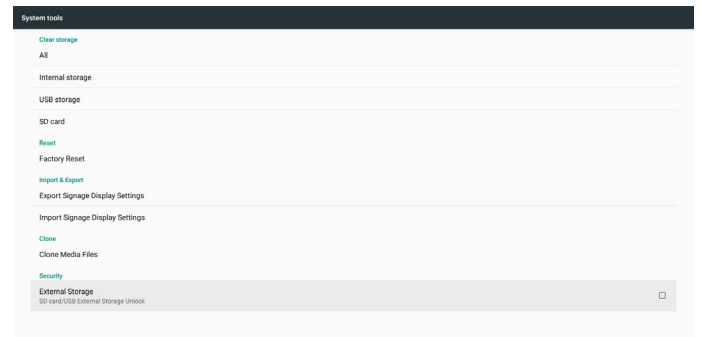 System tools
Clear storage
All
Internal storage
USB storage
SD card
Reset
Factory Reset
Import & Export
Export Signage Display Settings
Import Signage Display Settings
Clone
Clone Media Files
Security
External Storage
SD card/USB External Storage Unlock